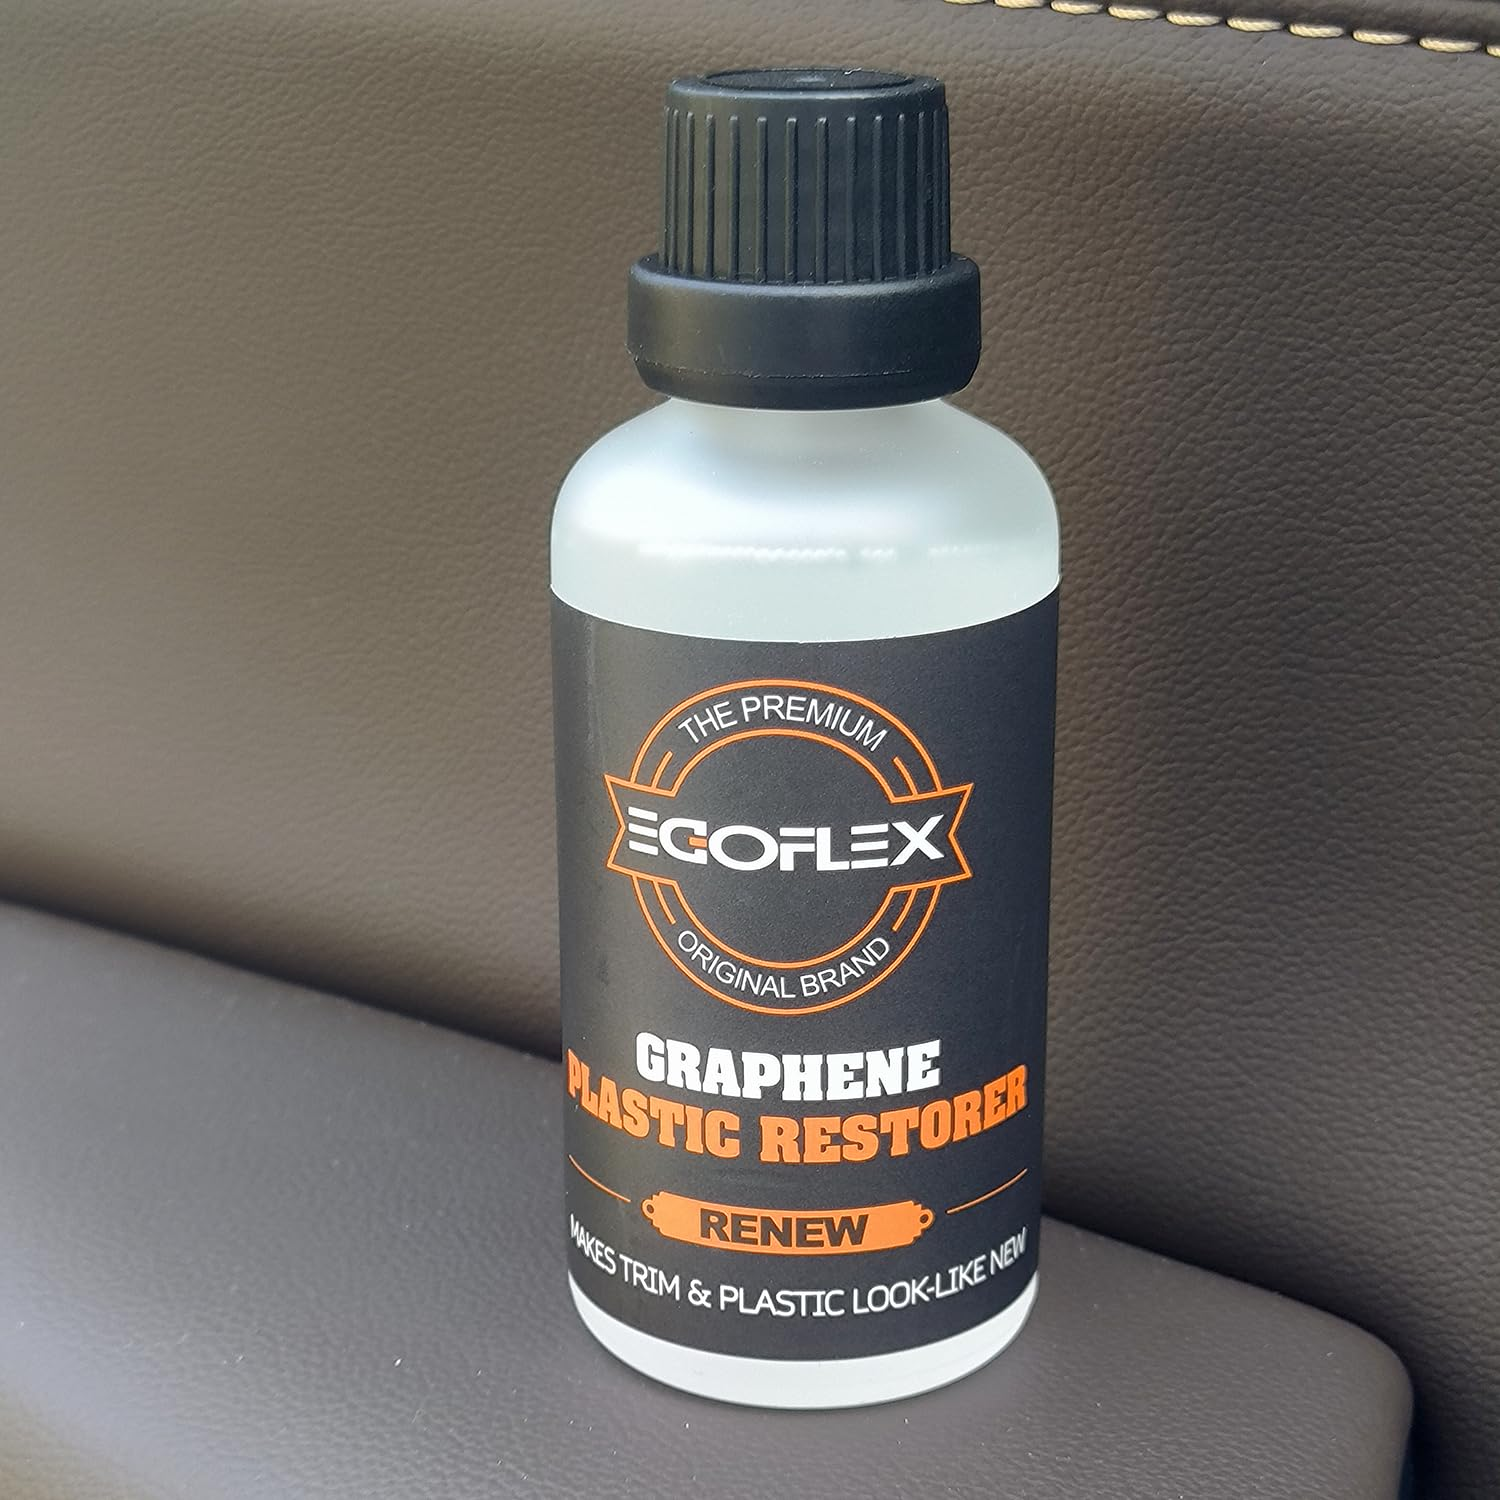 THE PREMIUM
EGOFLEX
ORIGINAL BRAND
GRAPHENE
PLASTIC RESTORER
RENEW
MAKES TRIM & PLASTIC LOOK-LIKE NEW